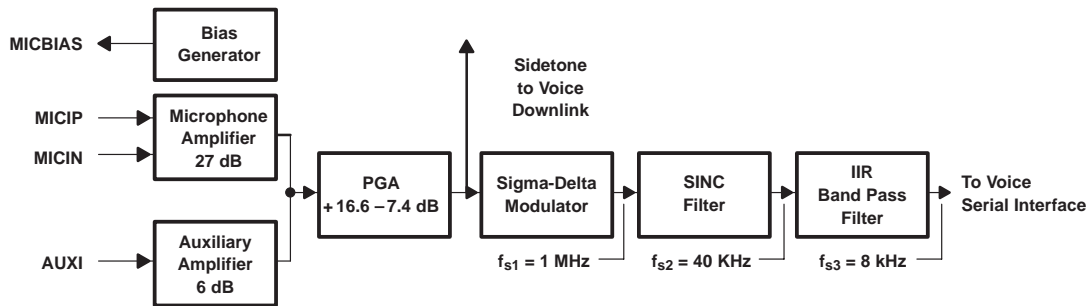 MICBIAS
Bias
Generator
Sidetone
to Voice
Downlink
MICIP
MICIN
Microphone
Amplifier
27 dB
PGA
+ 16.6 – 7.4 dB
Sigma-Delta
Modulator
SINC
Filter
IIR
Band Pass
Filter
To Voice
Serial Interface
AUXI
Auxiliary
Amplifier
6 dB
fs1 = 1 MHz
fs2 = 40 KHz
fs3 = 8 kHz